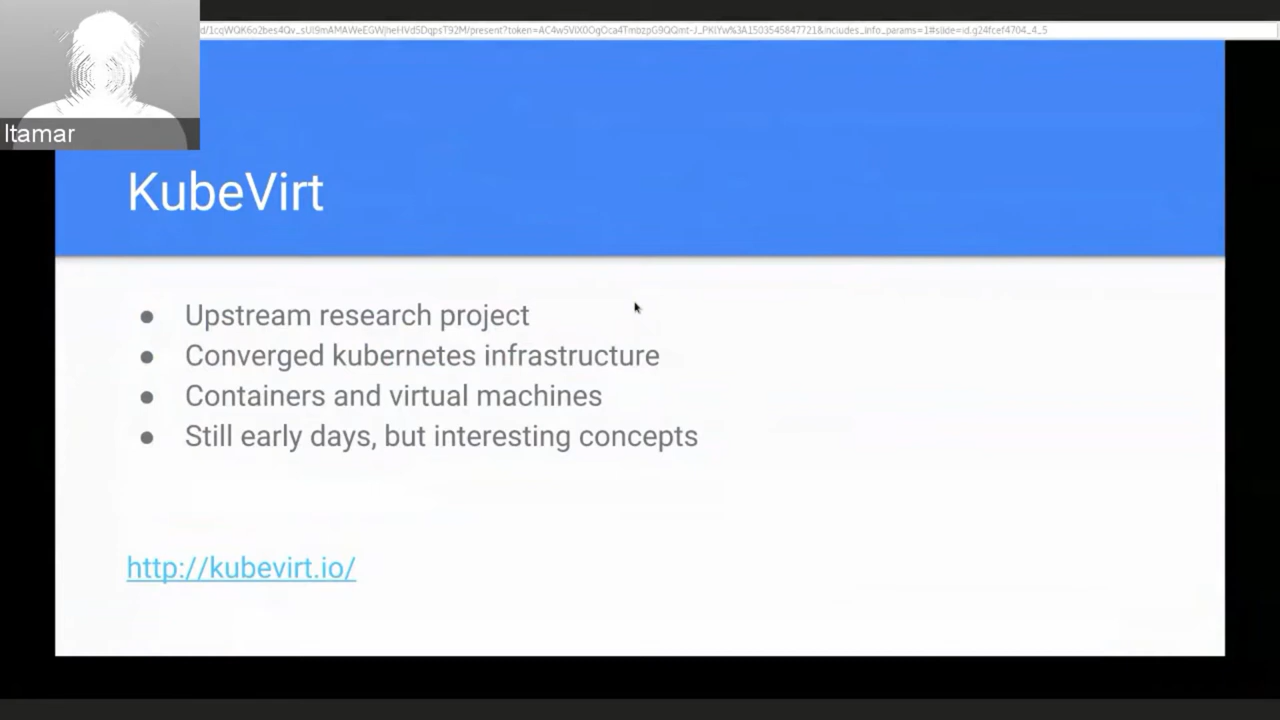 Itamar
KubeVirt
Upstream research project
Converged kubernetes infrastructure
Containers and virtual machines
Still early days, but interesting concepts
http://kubevirt.io/